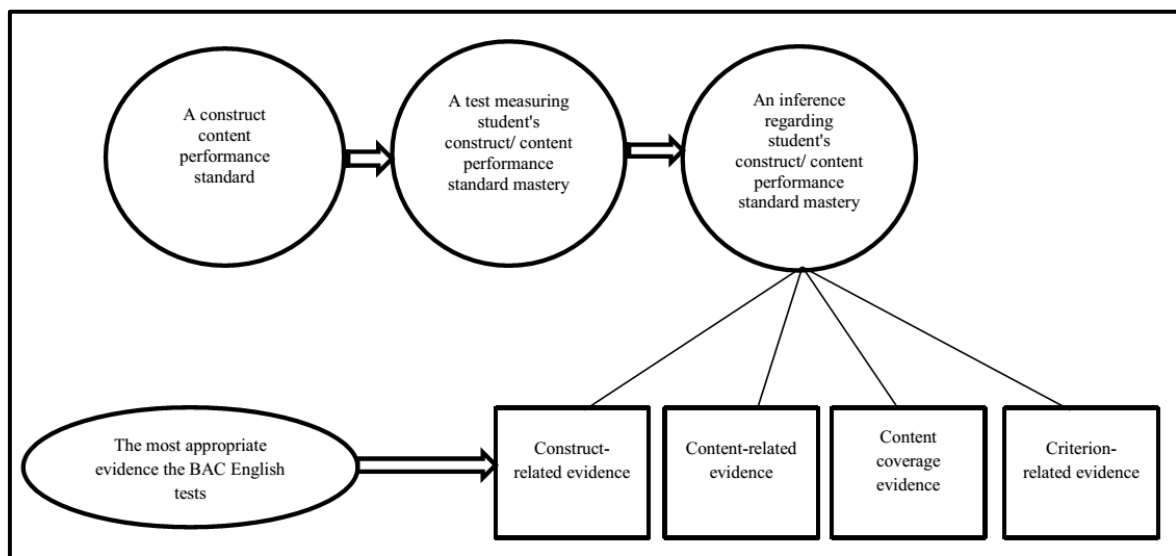 A construct
content
performance
standard
A test measuring
student's
construct/ content
performance
standard mastery
An inference
regarding
student's
construct/ content
performance
standard mastery
The most appropriate
evidence the BAC English
tests
Construct-
related evidence
Content-related
evidence
Content
coverage
evidence
Criterion-
related evidence